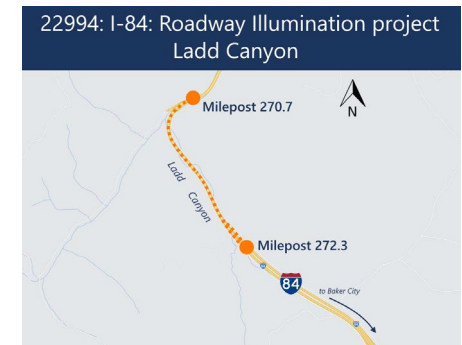 22994: I-84: Roadway Illumination project
Ladd Canyon
Milepost 270.7
N
Ladd
Canyon
Milepost 272.3
84
to Baker City